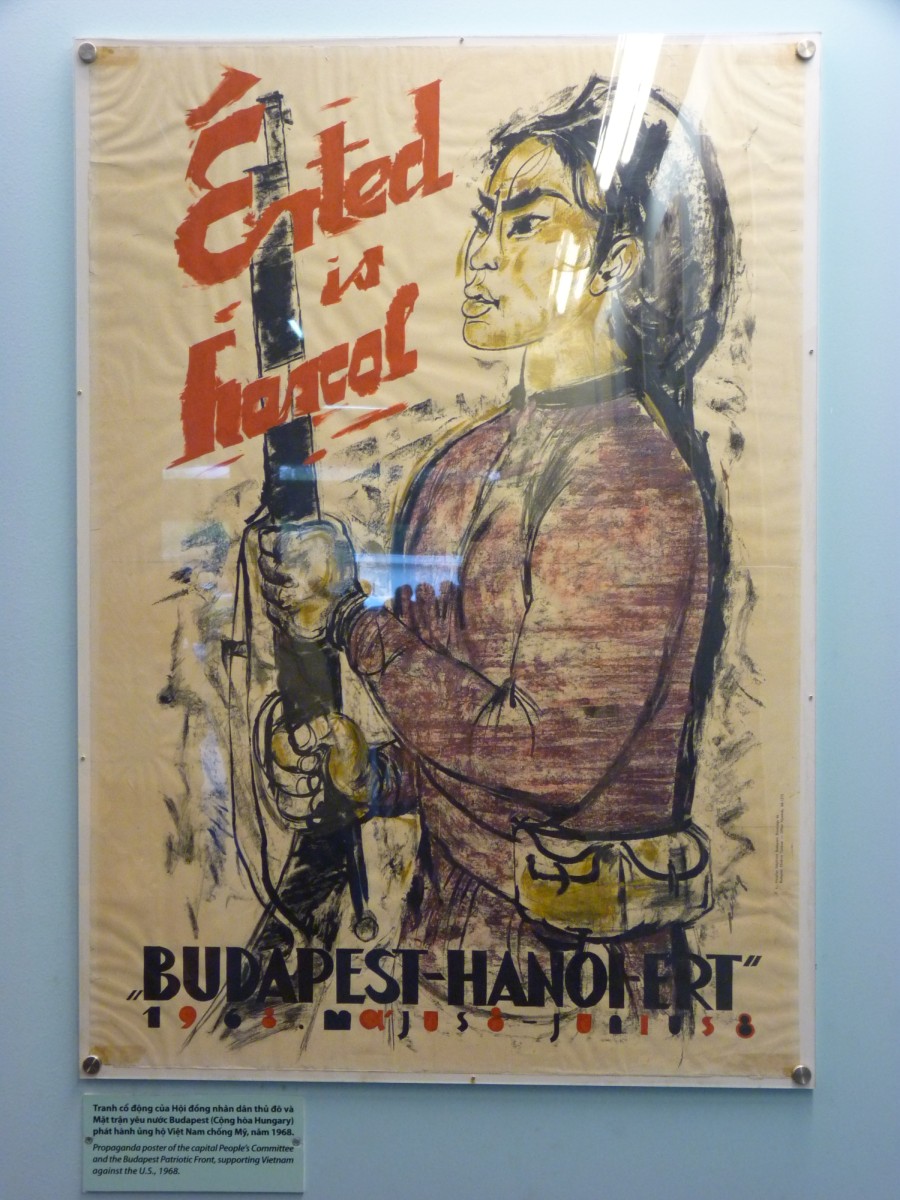 Érted
is
harcol
„BUDAPEST-HANOI-ÉRT”
1968. május 8 - június 8
Tranh cổ động của Hội đồng nhân dân thủ đô và
Mặt trận yêu nước Budapest (Cộng hòa Hungary)
phát hành ủng hộ Việt Nam chống Mỹ, năm 1968.
Propaganda poster of the capital People's Committee
and the Budapest Patriotic Front, supporting Vietnam
against the U.S., 1968.